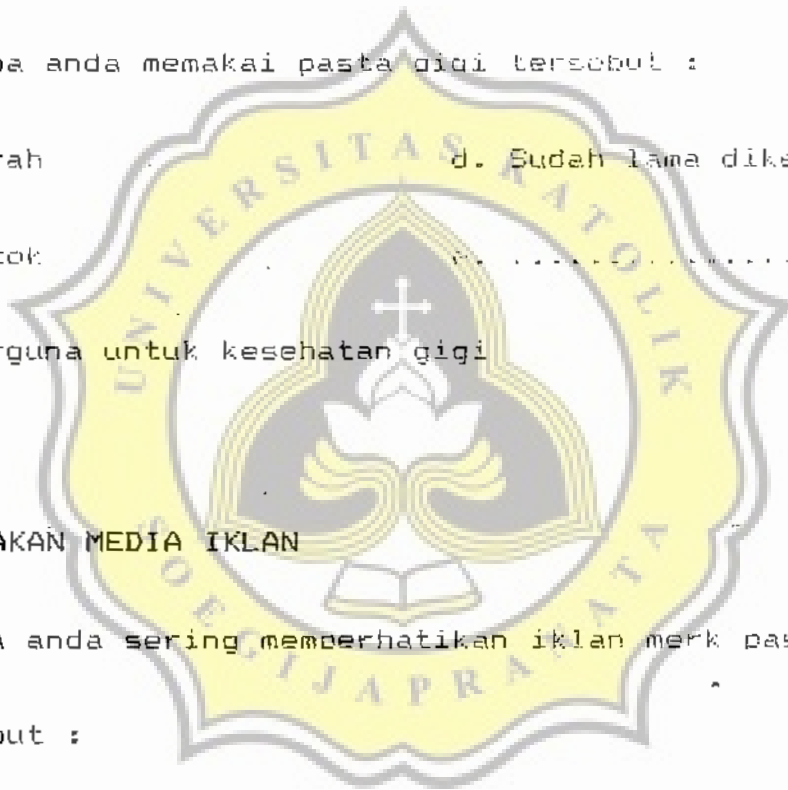 pa anda memakai pasta gigi tersebut :
rah d. Sudah lama dike
cok e. ..................
rguna untuk kesehatan gigi
AKAN MEDIA IKLAN
A anda sering memperhatikan iklan merk pas
but :
UNIVERSITAS KATOLIK
SOEGIJAPRANATA